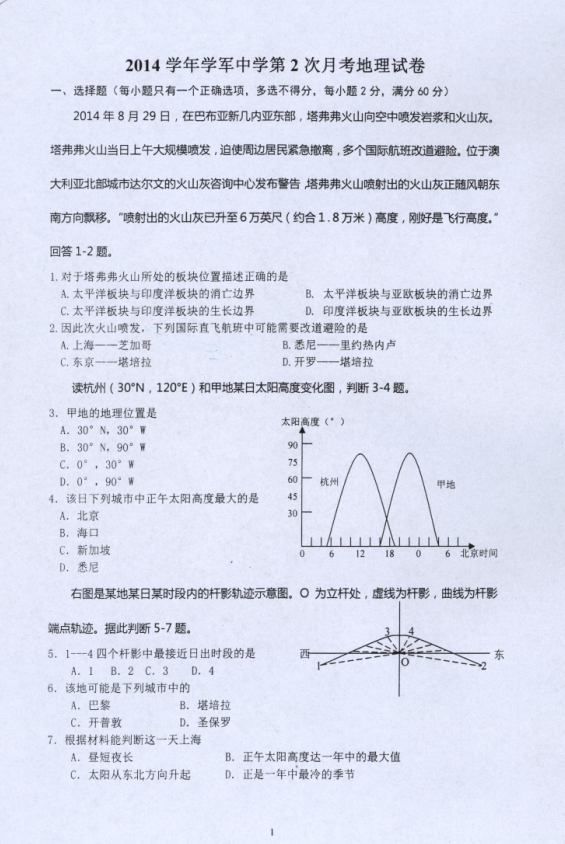 2014 学年学军中学第 2 次月考地理试卷
一、选择题（每小题只有一个正确选项，多选不得分，每小题 2 分，满分 60 分）
2014 年 8 月 29 日，在巴布亚新几内亚东部，塔弗弗火山向空中喷发岩浆和火山灰。
塔弗弗火山当日上午大规模喷发，迫使周边居民紧急撤离，多个国际航班改道避险。位于澳
大利亚北部城市达尔文的火山灰咨询中心发布警告，塔弗弗火山喷射出的火山灰正随风朝东
南方向飘移。“喷射出的火山灰已升至 6 万英尺（约合 1.8 万米）高度，刚好是飞行高度。”
回答 1-2 题。
1.对于塔弗弗火山所处的板块位置描述正确的是
A.太平洋板块与印度洋板块的消亡边界 B. 太平洋板块与亚欧板块的消亡边界
C.太平洋板块与印度洋板块的生长边界 D. 印度洋板块与亚欧板块的生长边界
2.因此次火山喷发，下列国际直飞航班中可能需要改道避险的是
A.上海——芝加哥 B.悉尼——里约热内卢
C.东京——堪培拉 D.开罗——堪培拉
读杭州（30°N，120°E）和甲地某日太阳高度变化图，判断 3-4 题。
3．甲地的地理位置是
A．30° N，30° W
B．30° N，90° W
C．0° ，30° W
D．0° ，90° W
4．该日下列城市中正午太阳高度最大的是
A．北京
B．海口
C．新加坡
D．悉尼
太阳高度（°）
90
75
60
45
30
杭州
甲地
0 6 12 18 0 6 北京时间
右图是某地某日某时段内的杆影轨迹示意图。O 为立杆处，虚线为杆影，曲线为杆影
端点轨迹。据此判断 5-7 题。
5．1---4 四个杆影中最接近日出时段的是
A．1 B．2 C．3 D．4
6．该地可能是下列城市中的
A．巴黎 B．堪培拉
C．开普敦 D．圣保罗
7．根据材料能判断这一天上海
A．昼短夜长 B．正午太阳高度达一年中的最大值
C．太阳从东北方向升起 D．正是一年中最冷的季节
3 4
西 东
O
1 2
1